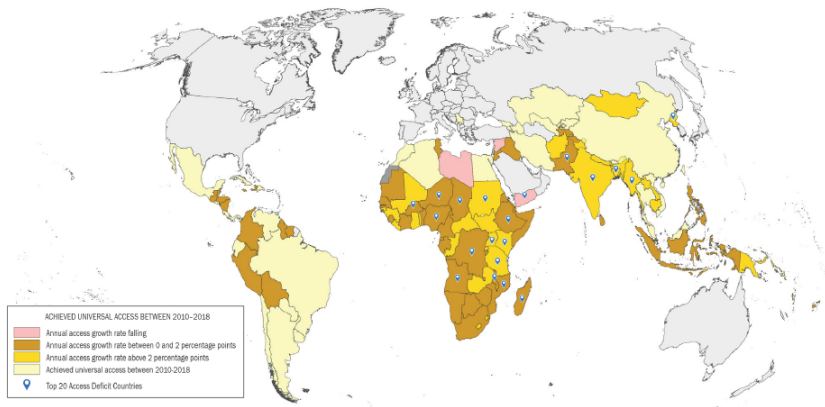 ACHIEVED UNIVERSAL ACCESS BETWEEN 2010–2018
Annual access growth rate falling
Annual access growth rate between 0 and 2 percentage points
Annual access growth rate above 2 percentage points
Achieved universal access between 2010-2018
Top 20 Access Deficit Countries